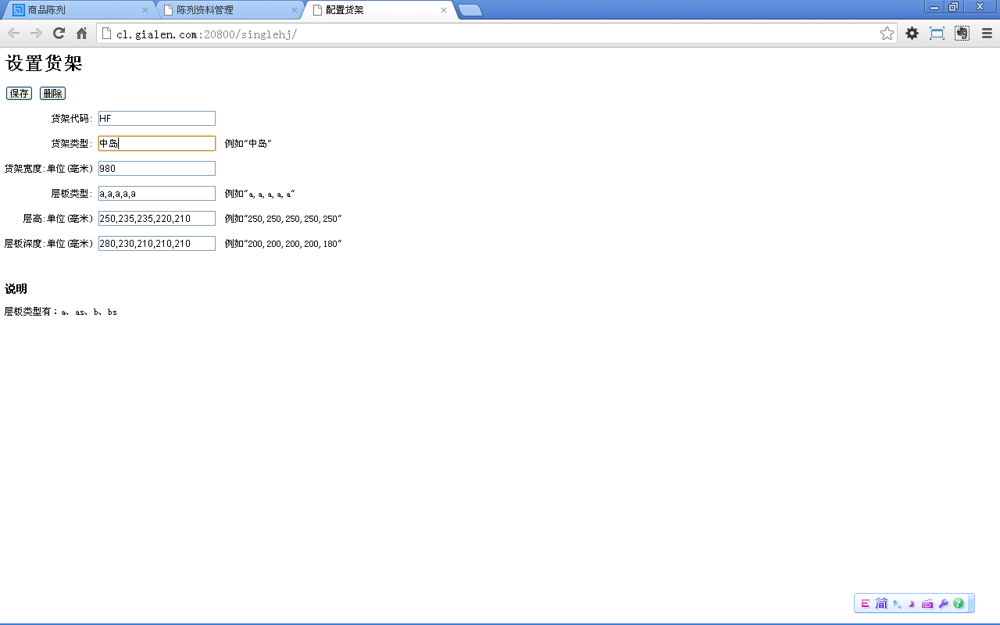 商品陈列 陈列资料管理 配置货架
cl.gialen.com:20800/singlehj/
设置货架
保存 删除
货架代码: HF
货架类型: 中岛 例如“中岛”
货架宽度:单位(毫米) 980
层板类型: a,a,a,a,a 例如“a,a,a,a,a”
层高:单位(毫米) 250,235,235,220,210 例如“250,250,250,250,250”
层板深度:单位(毫米) 280,230,210,210,210 例如“200,200,200,200,180”
说明
层板类型有：a、as、b、bs
E 简